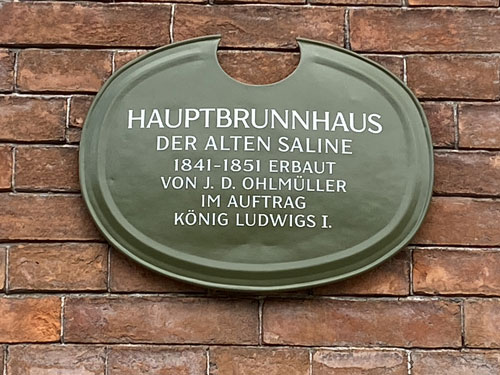 HAUPTBRUNNHAUS
DER ALTEN SALINE
1841-1851 ERBAUT
VON J. D. OHLMÜLLER
IM AUFTRAG
KÖNIG LUDWIGS I.